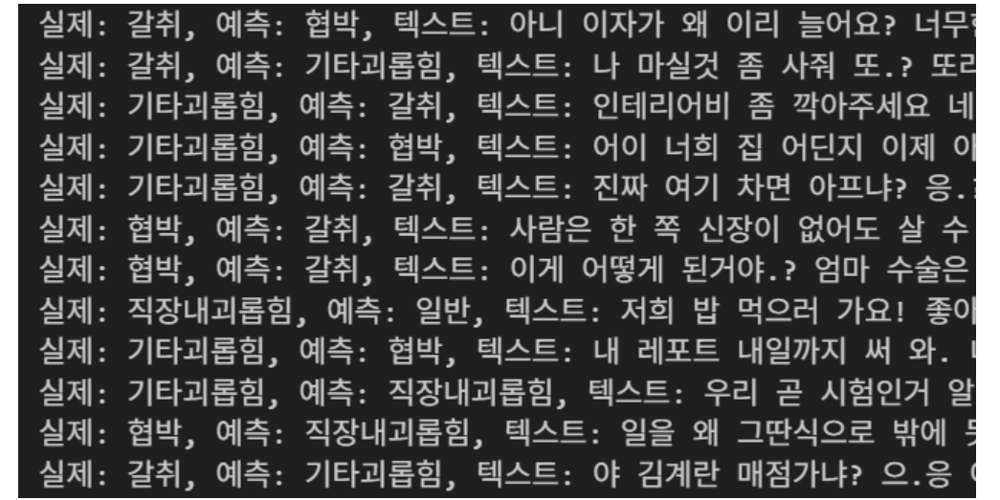 실제: 갈취, 예측: 협박, 텍스트: 아니 이자가 왜 이리 늘어요? 너무
실제: 갈취, 예측: 기타괴롭힘, 텍스트: 나 마실것 좀 사줘 또.?
실제: 기타괴롭힘, 예측: 갈취, 텍스트: 인테리어비 좀 깍아주세요 네
실제: 기타괴롭힘, 예측: 협박, 텍스트: 어이 너희 집 어딘지 이제
실제: 기타괴롭힘, 예측: 갈취, 텍스트: 진짜 여기 차면 아프냐? 응.
실제: 협박, 예측: 갈취, 텍스트: 사람은 한 쪽 신장이 없어도 살 수
실제: 협박, 예측: 갈취, 텍스트: 이게 어떻게 된거야.? 엄마 수술은
실제: 직장내괴롭힘, 예측: 일반, 텍스트: 저희 밥 먹으러 가요! 좋아
실제: 기타괴롭힘, 예측: 협박, 텍스트: 내 레포트 내일까지 써 와.
실제: 기타괴롭힘, 예측: 직장내괴롭힘, 텍스트: 우리 곧 시험인거 알
실제: 협박, 예측: 직장내괴롭힘, 텍스트: 일을 왜 그딴식으로 밖에
실제: 갈취, 예측: 기타괴롭힘, 텍스트: 야 김계란 매점가냐? 으.응